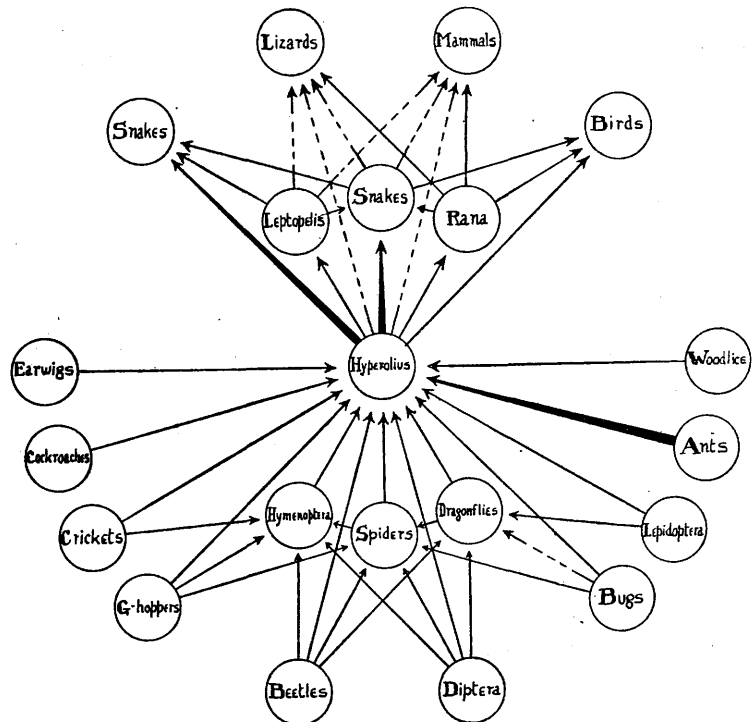 Lizards
Mammals
Snakes
Birds
Snakes
Leptopelis
Rana
Hyperolius
Earwigs
Woodlice
Cockroaches
Ants
Hymenoptera
Dragonflies
Crickets
Spiders
Lepidoptera
G-hoppers
Bugs
Beetles
Diptera